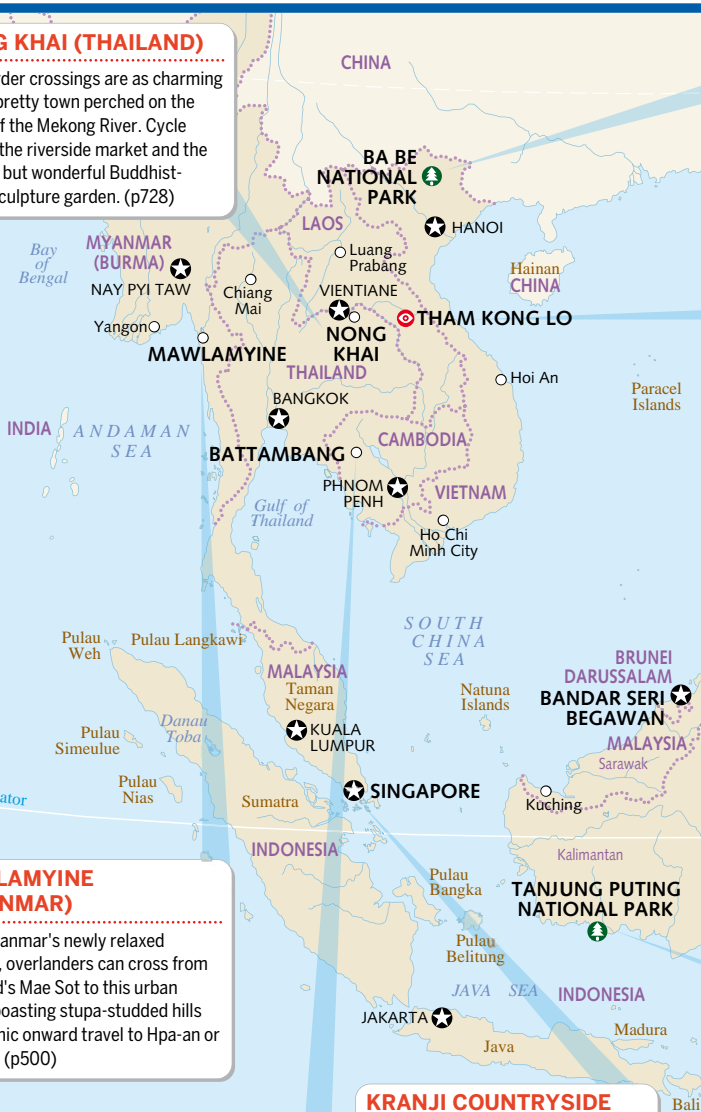 G KHAI (THAILAND)
rder crossings are as charming
pretty town perched on the
of the Mekong River. Cycle
the riverside market and the
but wonderful Buddhist-
culpture garden. (p728)
CHINA
BA BE
NATIONAL
PARK
HANOI
LAOS
Luang
Prabang
MYANMAR
(BURMA)
NAY PYI TAW
Bay
of
Bengal
Chiang
Mai
VIENTIANE
Hainan
CHINA
Yangon
MAWLAMYINE
NONG
KHAI
THAM KONG LO
THAILAND
Hoi An
Paracel
Islands
BANGKOK
INDIA
ANDAMAN
SEA
BATTAMBANG
CAMBODIA
PHNOM
PENH
VIETNAM
Gulf of
Thailand
Ho Chi
Minh City
SOUTH
CHINA
SEA
Pulau
Weh
Pulau Langkawi
MALAYSIA
Taman
Negara
Natuna
Islands
BRUNEI
DARUSSALAM
BANDAR SERI
BEGAWAN
MALAYSIA
Sarawak
Danau
Toba
Pulau
Simeulue
KUALA
LUMPUR
Pulau
Nias
SINGAPORE
Kuching
ator
Sumatra
INDONESIA
Kalimantan
Pulau
Bangka
TANJUNG PUTING
NATIONAL PARK
LAMYINE
NMAR)
anmar's newly relaxed
, overlanders can cross from
d's Mae Sot to this urban
boasting stupa-studded hills
nic onward travel to Hpa-an or
(p500)
Pulau
Belitung
JAVA SEA
INDONESIA
JAKARTA
Java
Madura
Bali
KRANJI COUNTRYSIDE